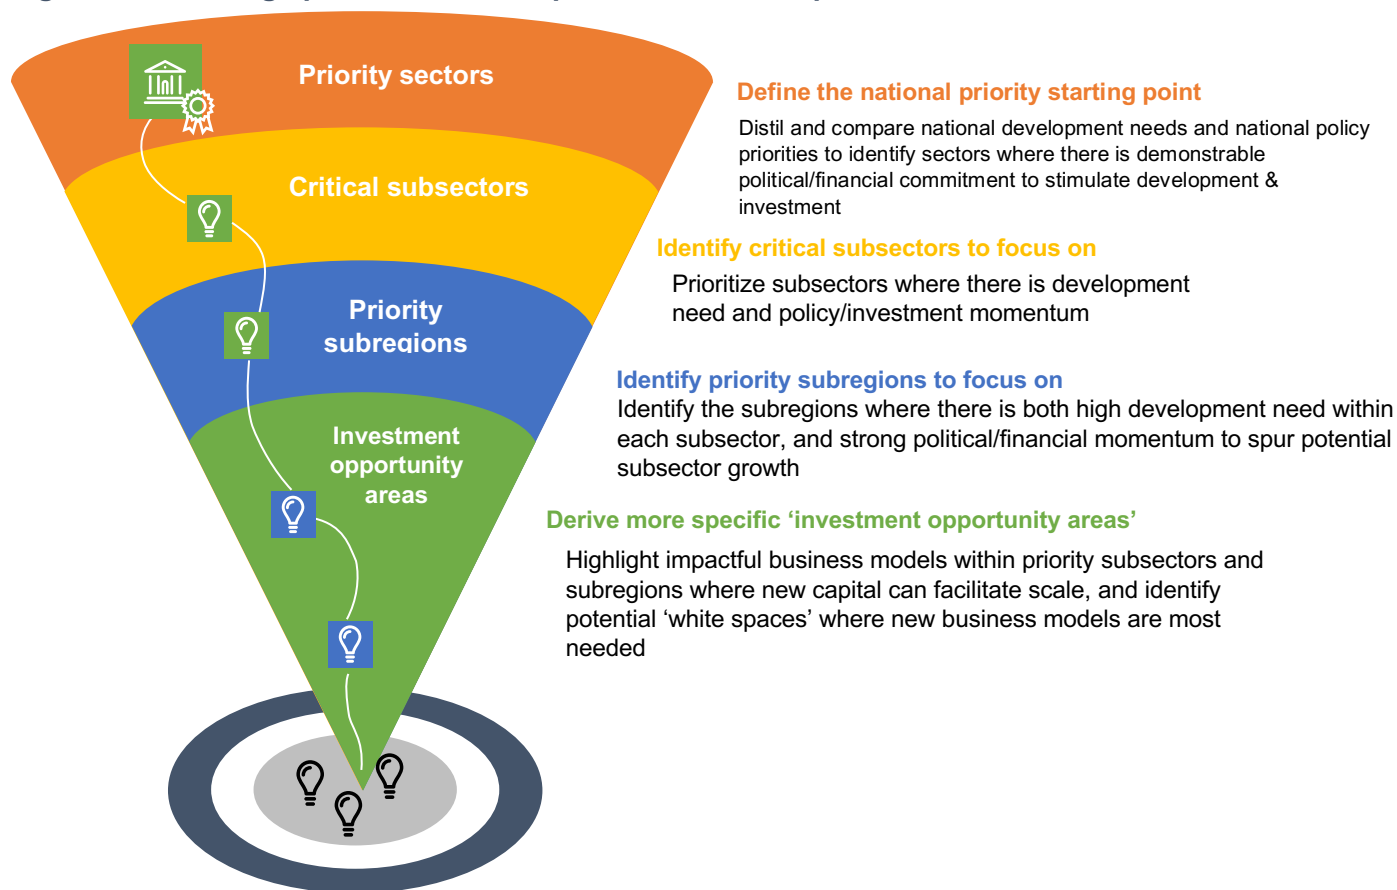 Priority sectors
Define the national priority starting point
Distil and compare national development needs and national policy
priorities to identify sectors where there is demonstrable
political/financial commitment to stimulate development &
investment
Critical subsectors
Identify critical subsectors to focus on
Prioritize subsectors where there is development
need and policy/investment momentum
Priority
subregions
Identify priority subregions to focus on
Identify the subregions where there is both high development need within
each subsector, and strong political/financial momentum to spur potential
subsector growth
Investment
opportunity
areas
Derive more specific ‘investment opportunity areas’
Highlight impactful business models within priority subsectors and
subregions where new capital can facilitate scale, and identify
potential ‘white spaces’ where new business models are most
needed